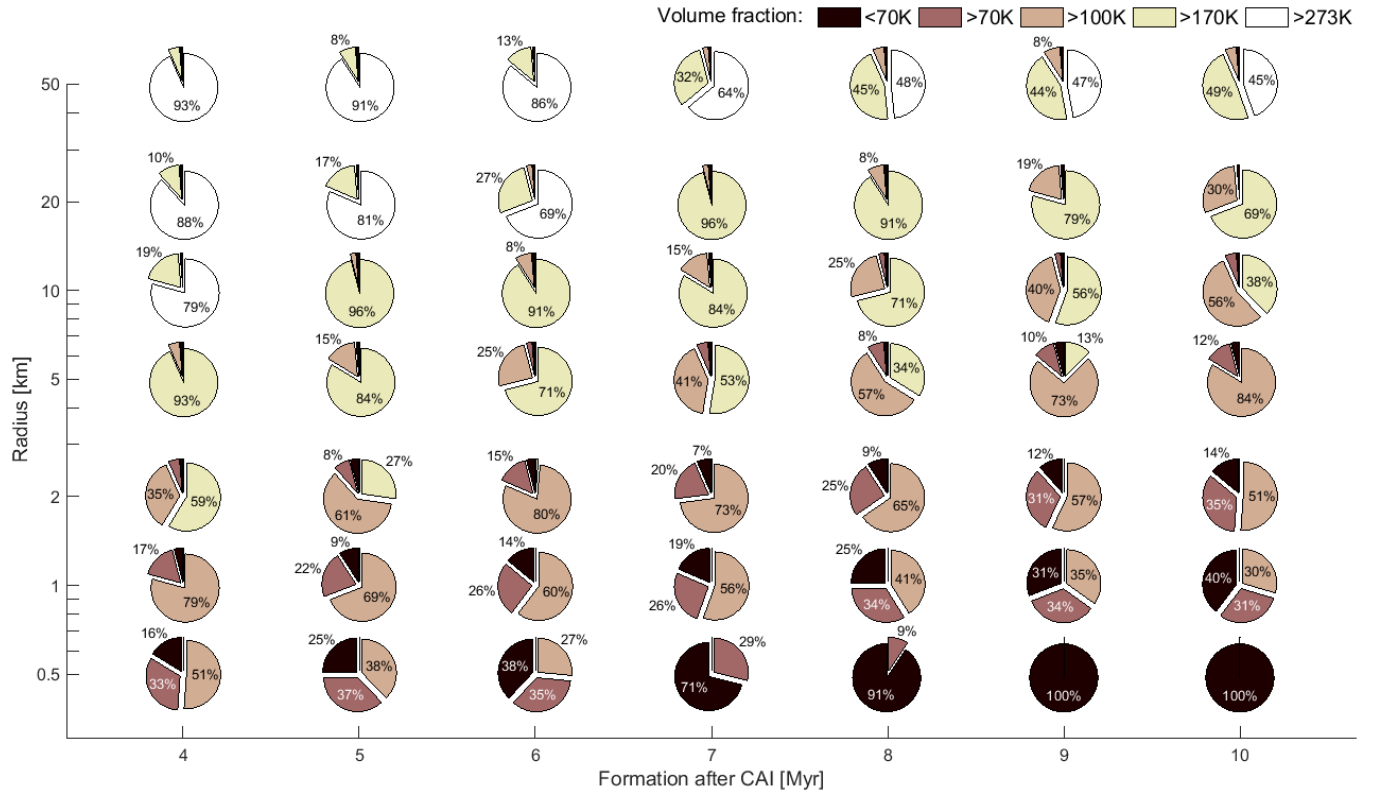 Volume fraction: <70K >70K >100K >170K >273K
50
93%
8% 91%
13% 86%
32% 64%
45% 48%
8% 44% 47%
49% 45%
20
10% 88%
17% 81%
27% 69%
96%
8% 91%
19% 79%
30% 69%
10
19% 79%
96%
8% 91%
15% 84%
25% 71%
40% 56%
56% 38%
5
93%
15% 84%
25% 71%
41% 53%
8% 57% 34%
10% 13% 73%
12% 84%
2
35% 59%
8% 27% 61%
15% 80%
7% 20% 73%
9% 25% 65%
12% 31% 57%
14% 35% 51%
1
17% 79%
9% 22% 69%
14% 26% 60%
19% 26% 56%
25% 41% 34%
31% 35% 34%
40% 30% 31%
0.5
16% 33% 51%
25% 38% 37%
38% 27% 35%
29% 71%
9% 91%
100%
100%
Radius [km]
4 5 6 7 8 9 10
Formation after CAI [Myr]